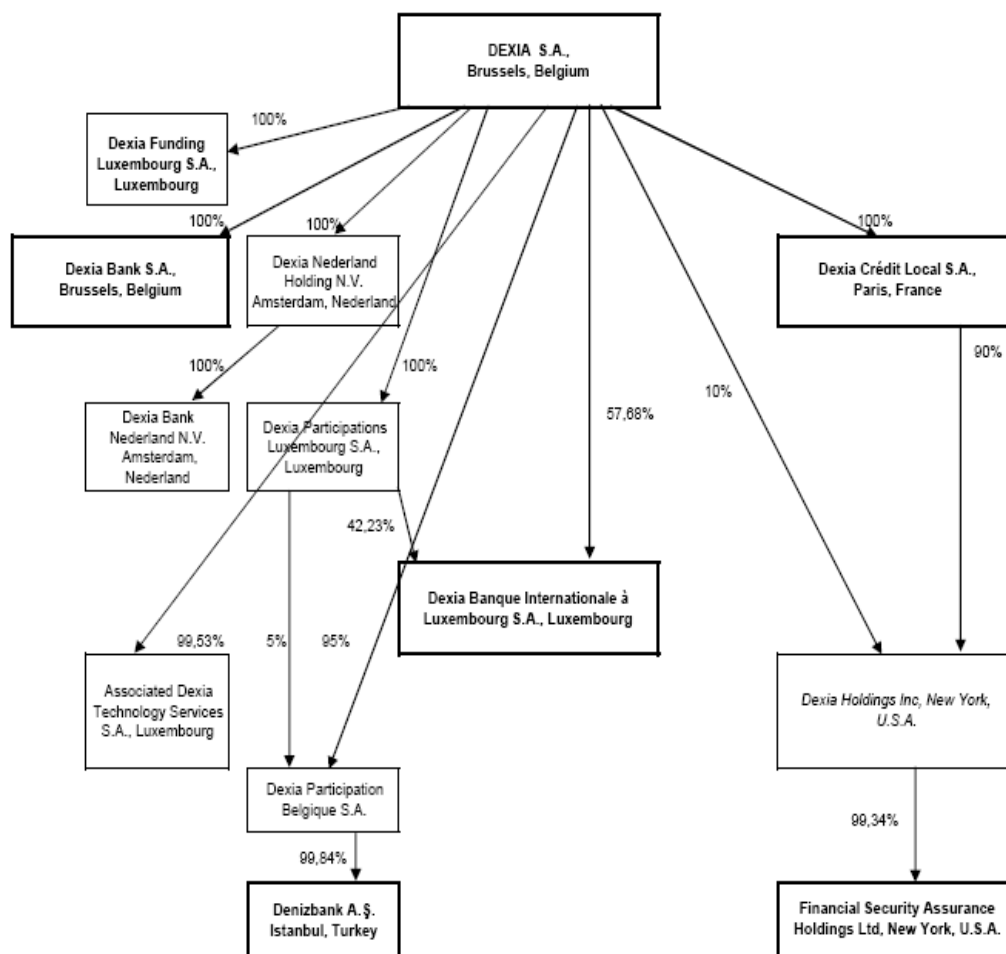 DEXIA S.A.,
Brussels, Belgium
100%
Dexia Funding
Luxembourg S.A.,
Luxembourg
100%
100%
100%
Dexia Bank S.A.,
Brussels, Belgium
Dexia Nederland
Holding N.V.
Amsterdam, Nederland
Dexia Crédit Local S.A.,
Paris, France
100%
100%
90%
10%
57,68%
Dexia Bank
Nederland N.V.
Amsterdam,
Nederland
Dexia Participations
Luxembourg S.A.,
Luxembourg
42,23%
Dexia Banque Internationale à
Luxembourg S.A., Luxembourg
99,53%
5%
95%
Associated Dexia
Technology Services
S.A., Luxembourg
Dexia Holdings Inc, New York,
U.S.A.
Dexia Participation
Belgique S.A.
99,84%
99,34%
Denizbank A.Ş.
Istanbul, Turkey
Financial Security Assurance
Holdings Ltd, New York, U.S.A.